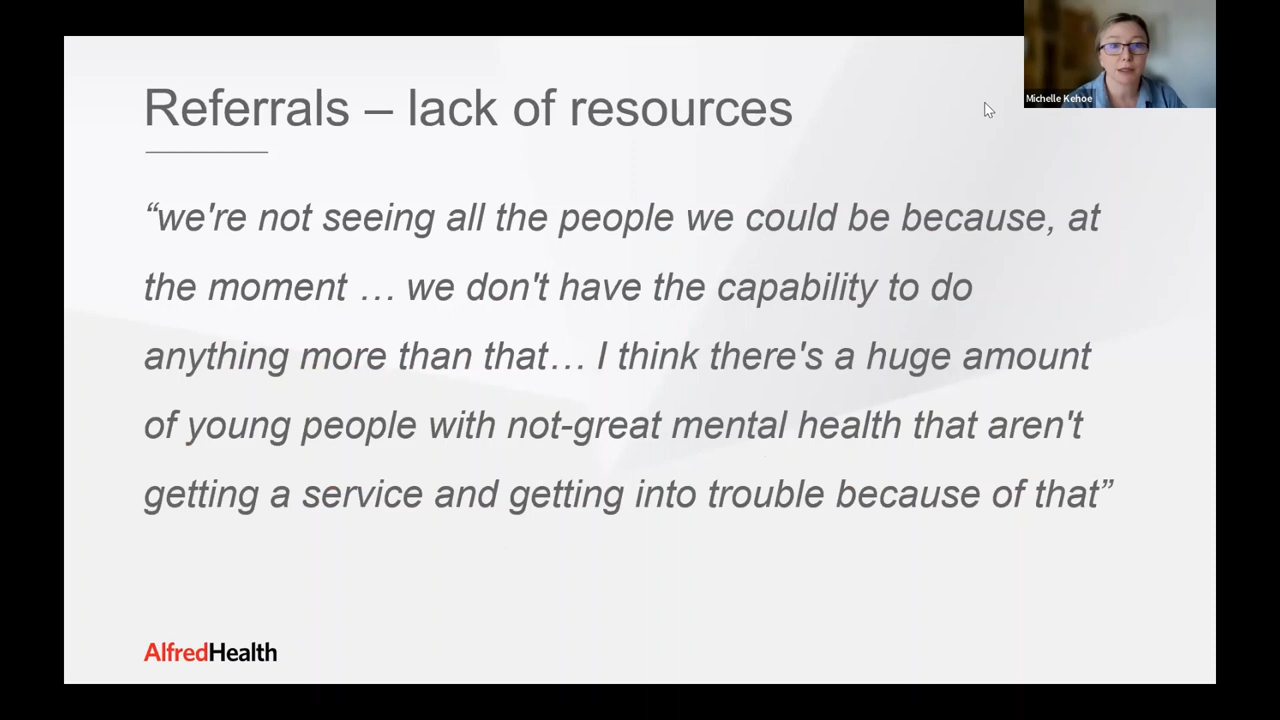 Michelle Kehoe
Referrals – lack of resources
“we're not seeing all the people we could be because, at
the moment … we don't have the capability to do
anything more than that… I think there's a huge amount
of young people with not-great mental health that aren't
getting a service and getting into trouble because of that”
AlfredHealth